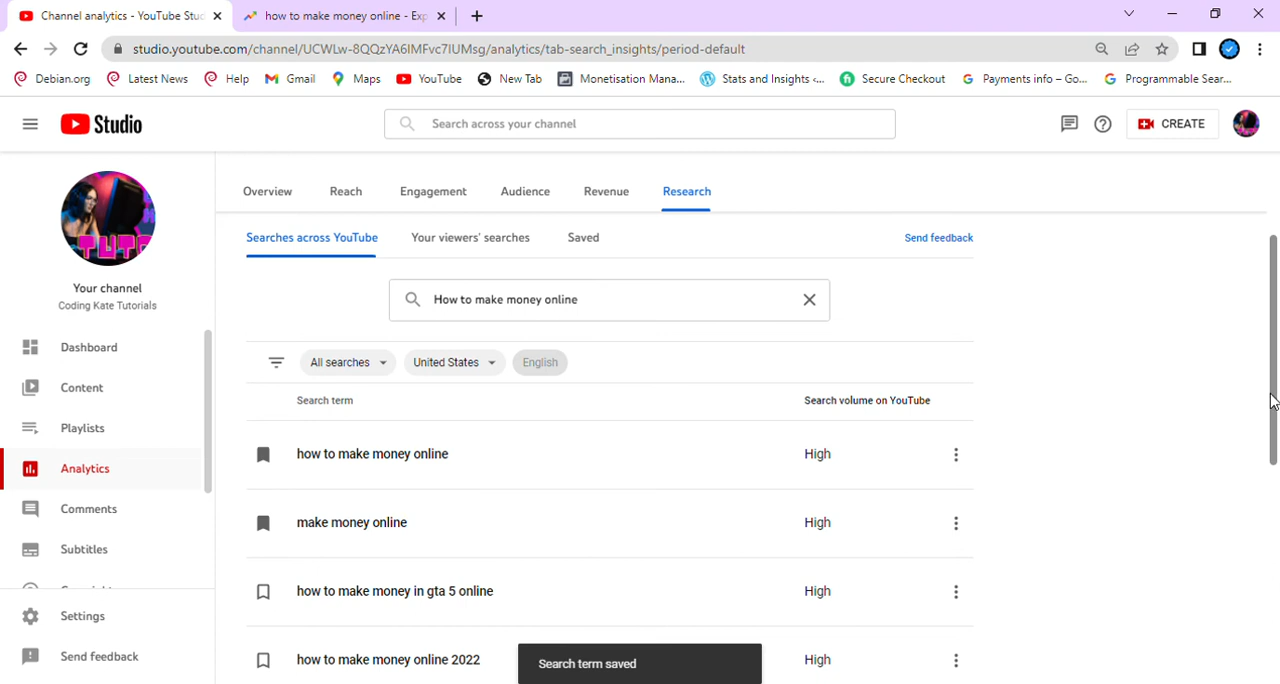 Channel analytics - YouTube Stu
how to make money online - Exp
studio.youtube.com/channel/UCWLw-8QQzYA6IMFvc7IUMsg/analytics/tab-search_insights/period-default
Debian.org
Latest News
Help
Gmail
Maps
YouTube
New Tab
Monetisation Mana...
Stats and Insights ‹...
Secure Checkout
Payments info – Go...
Programmable Sear...
Studio
Search across your channel
CREATE
TUTO
Your channel
Coding Kate Tutorials
Dashboard
Content
Playlists
Analytics
Comments
Subtitles
Settings
Send feedback
Overview
Reach
Engagement
Audience
Revenue
Research
Searches across YouTube
Your viewers' searches
Saved
Send feedback
How to make money online
All searches
United States
English
Search term
Search volume on YouTube
how to make money online
High
make money online
High
how to make money in gta 5 online
High
how to make money online 2022
High
Search term saved